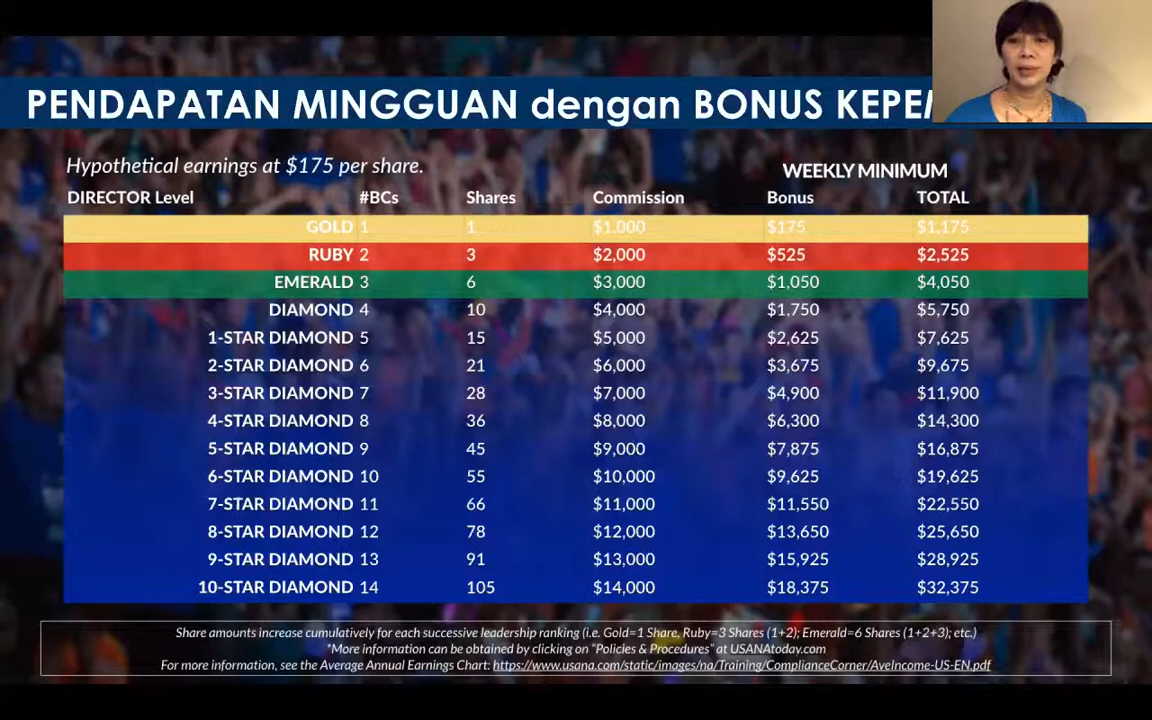 PENDAPATAN MINGGUAN dengan BONUS
Hypothetical earnings at $175 per share.
WEEKLY MINIMUM
DIRECTOR Level #BCs Shares Commission Bonus TOTAL
GOLD 1 1 $1,000 $175 $1,175
RUBY 2 3 $2,000 $525 $2,525
EMERALD 3 6 $3,000 $1,050 $4,050
DIAMOND 4 10 $4,000 $1,750 $5,750
1-STAR DIAMOND 5 15 $5,000 $2,625 $7,625
2-STAR DIAMOND 6 21 $6,000 $3,675 $9,675
3-STAR DIAMOND 7 28 $7,000 $4,900 $11,900
4-STAR DIAMOND 8 36 $8,000 $6,300 $14,300
5-STAR DIAMOND 9 45 $9,000 $7,875 $16,875
6-STAR DIAMOND 10 55 $10,000 $9,625 $19,625
7-STAR DIAMOND 11 66 $11,000 $11,550 $22,550
8-STAR DIAMOND 12 78 $12,000 $13,650 $25,650
9-STAR DIAMOND 13 91 $13,000 $15,925 $28,925
10-STAR DIAMOND 14 105 $14,000 $18,375 $32,375
Share amounts increase cumulatively for each successive leadership ranking (i.e. Gold=1 Share, Ruby=3 Shares (1+2); Emerald=6 Shares (1+2+3); etc.)
*More information can be obtained by clicking on “Policies & Procedures” at USANAtoday.com
For more information, see the Average Annual Earnings Chart: https://www.usana.com/static/images/na/Training/ComplianceCorner/AveIncome-US-EN.pdf